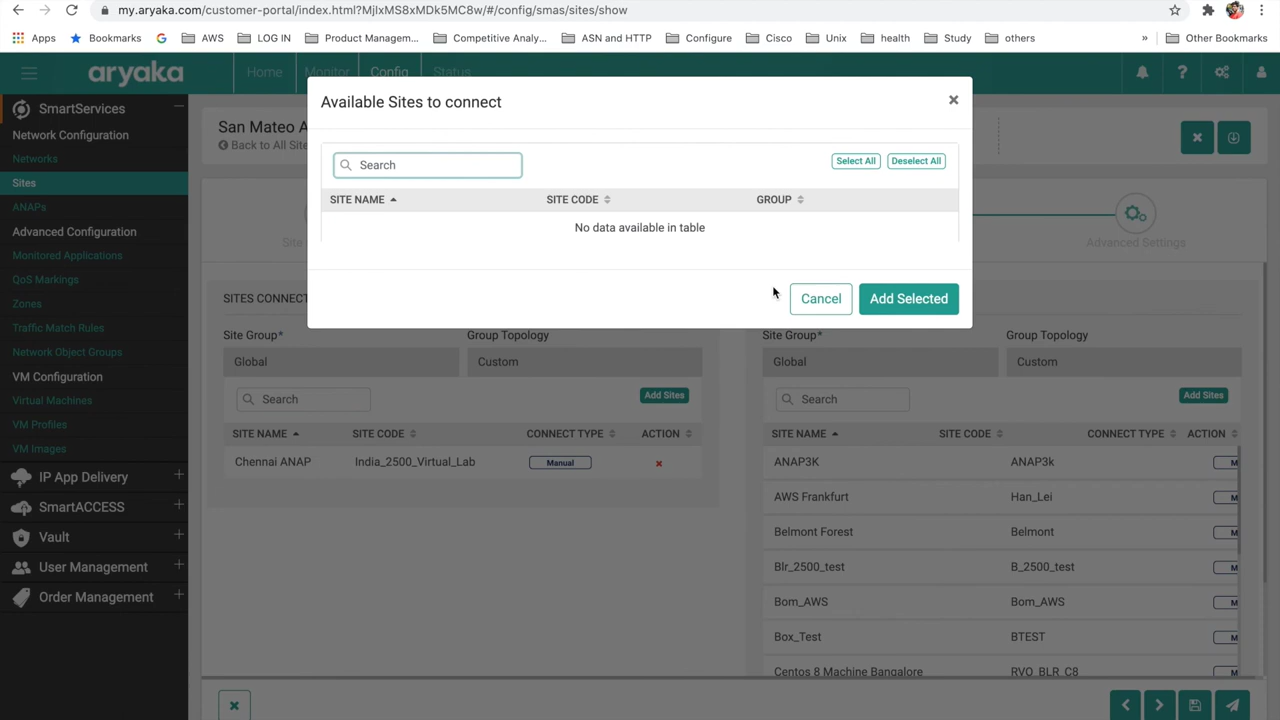 my.aryaka.com/customer-portal/index.html?MjIxMS8xMDk5MC8w/#/config/smas/sites/show
Apps
Bookmarks
AWS
LOG IN
Product Managem...
Competitive Analy...
ASN and HTTP
Configure
Cisco
Unix
health
Study
others
»
Other Bookmarks
aryaka
Home
Monitor
Config
Status
SmartServices
Network Configuration
Networks
Sites
ANAPs
Advanced Configuration
Monitored Applications
QoS Markings
Zones
Traffic Match Rules
Network Object Groups
VM Configuration
Virtual Machines
VM Profiles
VM Images
IP App Delivery
SmartACCESS
Vault
User Management
Order Management
San Mateo A
Back to All Site
Site
Advanced Settings
Available Sites to connect
Search
Select All
Deselect All
SITE NAME
SITE CODE
GROUP
No data available in table
Cancel
Add Selected
SITES CONNECT
Site Group*
Group Topology
Global
Custom
Search
Add Sites
SITE NAME
SITE CODE
CONNECT TYPE
ACTION
Chennai ANAP
India_2500_Virtual_Lab
Manual
Site Group*
Group Topology
Global
Custom
Search
Add Sites
SITE NAME
SITE CODE
CONNECT TYPE
ACTION
ANAP3K
ANAP3k
M
AWS Frankfurt
Han_Lei
M
Belmont Forest
Belmont
M
Blr_2500_test
B_2500_test
M
Bom_AWS
Bom_AWS
M
Box_Test
BTEST
M
Centos 8 Machine Bangalore
RVO_BLR_C8
M